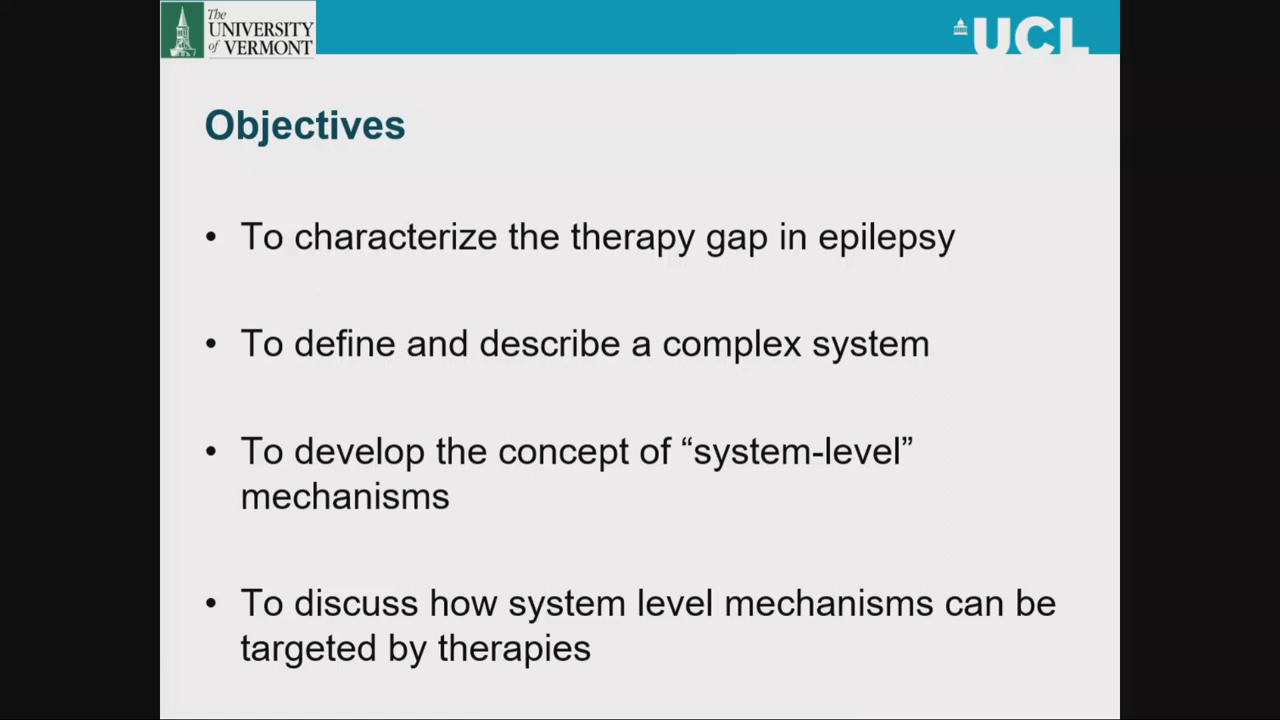 The
UNIVERSITY
of VERMONT
UCL
Objectives
• To characterize the therapy gap in epilepsy
• To define and describe a complex system
• To develop the concept of “system-level”
mechanisms
• To discuss how system level mechanisms can be
targeted by therapies